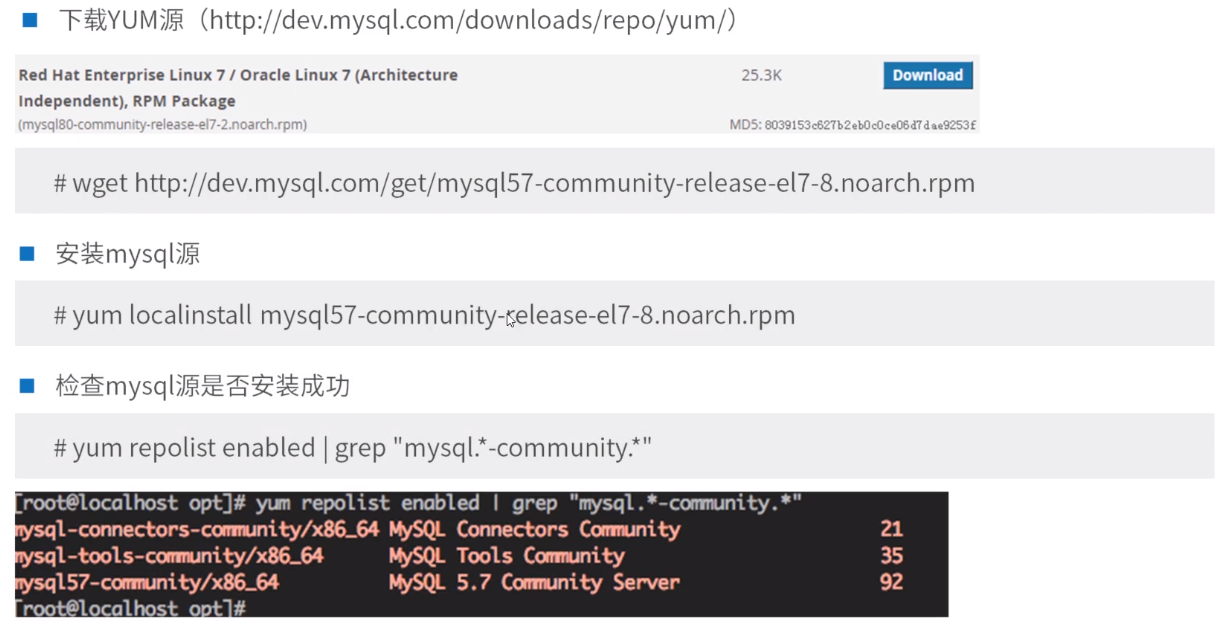 下载YUM源（http://dev.mysql.com/downloads/repo/yum/）
Red Hat Enterprise Linux 7 / Oracle Linux 7 (Architecture 25.3K Download
Independent), RPM Package
(mysql80-community-release-el7-2.noarch.rpm) MD5: 8039153c627b2eb0c0ce06d7dae9253f
# wget http://dev.mysql.com/get/mysql57-community-release-el7-8.noarch.rpm
安装mysql源
# yum localinstall mysql57-community-release-el7-8.noarch.rpm
检查mysql源是否安装成功
# yum repolist enabled | grep "mysql.*-community.*"
[root@localhost opt]# yum repolist enabled | grep "mysql.*-community.*"
mysql-connectors-community/x86_64 MySQL Connectors Community 21
mysql-tools-community/x86_64 MySQL Tools Community 35
mysql57-community/x86_64 MySQL 5.7 Community Server 92
[root@localhost opt]#